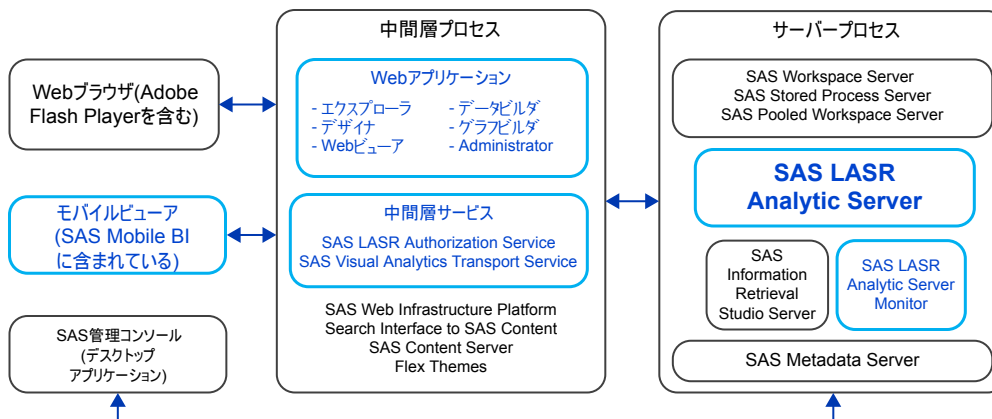 Webブラウザ(Adobe
Flash Playerを含む)
モバイルビューア
(SAS Mobile BI
に含まれている)
SAS管理コンソール
(デスクトップ
アプリケーション)
中間層プロセス
Webアプリケーション
- エクスプローラ
- データビルダ
- デザイナ
- グラフビルダ
- Webビューア
- Administrator
中間層サービス
SAS LASR Authorization Service
SAS Visual Analytics Transport Service
SAS Web Infrastructure Platform
Search Interface to SAS Content
SAS Content Server
Flex Themes
サーバープロセス
SAS Workspace Server
SAS Stored Process Server
SAS Pooled Workspace Server
SAS LASR
Analytic Server
SAS
Information
Retrieval
Studio Server
SAS LASR
Analytic Server
Monitor
SAS Metadata Server